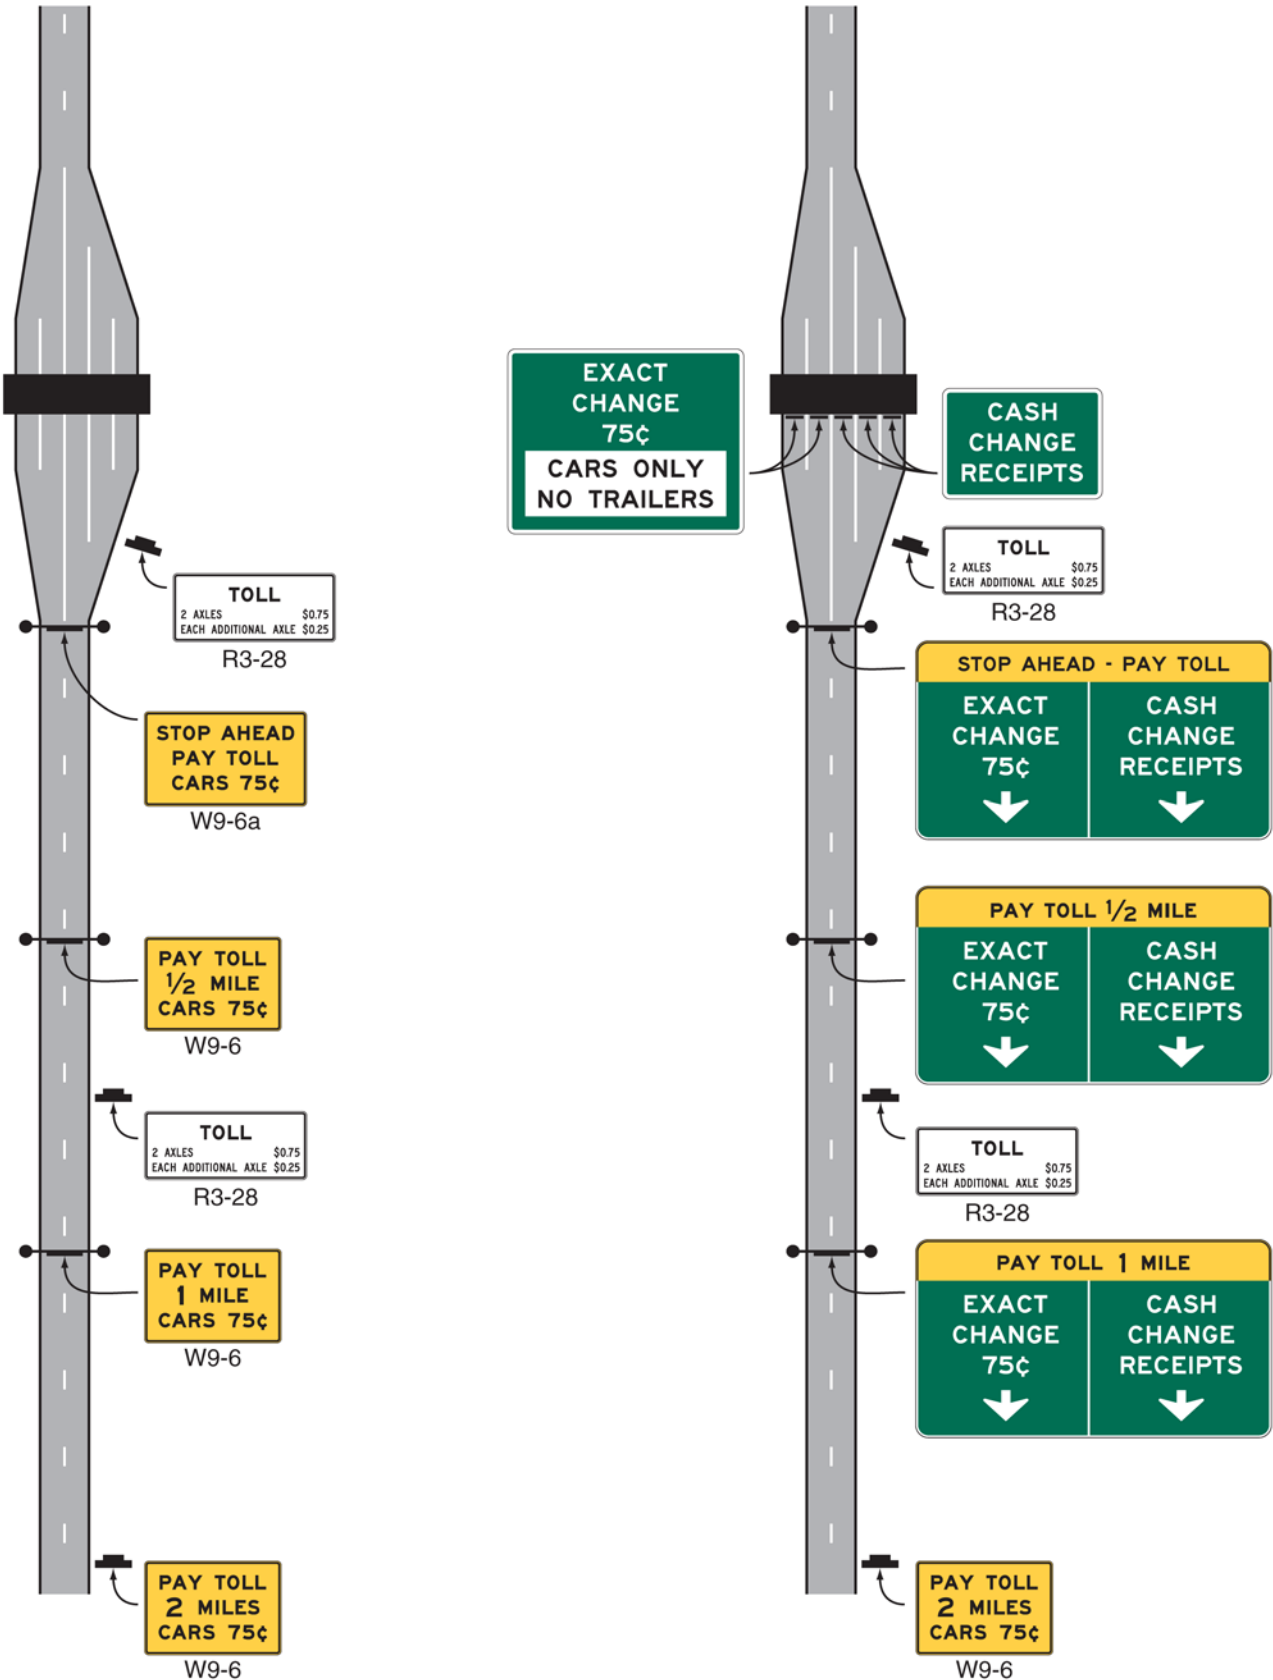 EXACT
CHANGE
75¢
CARS ONLY
NO TRAILERS
CASH
CHANGE
RECEIPTS
TOLL
2 AXLES $0.75
EACH ADDITIONAL AXLE $0.25
R3-28
TOLL
2 AXLES $0.75
EACH ADDITIONAL AXLE $0.25
R3-28
STOP AHEAD
PAY TOLL
CARS 75¢
W9-6a
STOP AHEAD - PAY TOLL
EXACT
CHANGE
75¢
CASH
CHANGE
RECEIPTS
PAY TOLL
1/2 MILE
CARS 75¢
W9-6
PAY TOLL 1/2 MILE
EXACT
CHANGE
75¢
CASH
CHANGE
RECEIPTS
TOLL
2 AXLES $0.75
EACH ADDITIONAL AXLE $0.25
R3-28
TOLL
2 AXLES $0.75
EACH ADDITIONAL AXLE $0.25
R3-28
PAY TOLL
1 MILE
CARS 75¢
W9-6
PAY TOLL 1 MILE
EXACT
CHANGE
75¢
CASH
CHANGE
RECEIPTS
PAY TOLL
2 MILES
CARS 75¢
W9-6
PAY TOLL
2 MILES
CARS 75¢
W9-6